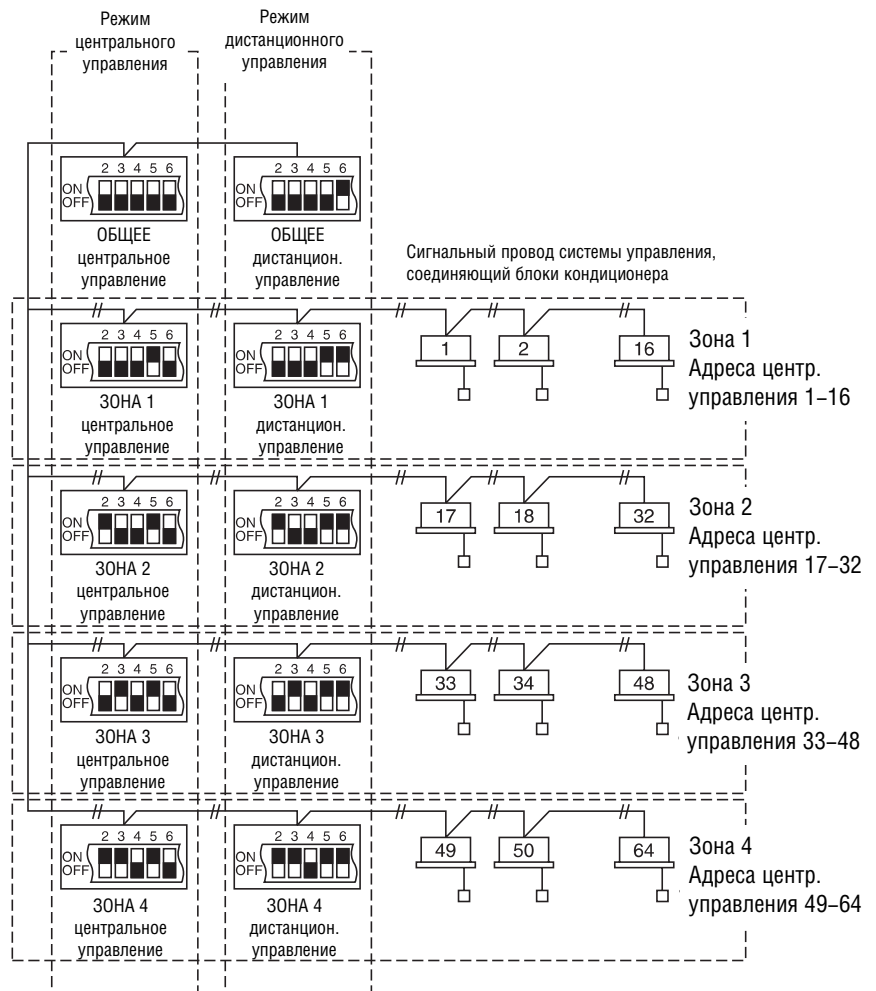 Режим
центрального
управления
Режим
дистанционного
управления
2 3 4 5 6
ON
OFF
ОБЩЕЕ
центральное
управление
2 3 4 5 6
ON
OFF
ОБЩЕЕ
дистанцион.
управление
Сигнальный провод системы управления,
соединяющий блоки кондиционера
2 3 4 5 6
ON
OFF
ЗОНА 1
центральное
управление
2 3 4 5 6
ON
OFF
ЗОНА 1
дистанцион.
управление
1 2 16
Зона 1
Адреса центр.
управления 1–16
2 3 4 5 6
ON
OFF
ЗОНА 2
центральное
управление
2 3 4 5 6
ON
OFF
ЗОНА 2
дистанцион.
управление
17 18 32
Зона 2
Адреса центр.
управления 17–32
2 3 4 5 6
ON
OFF
ЗОНА 3
центральное
управление
2 3 4 5 6
ON
OFF
ЗОНА 3
дистанцион.
управление
33 34 48
Зона 3
Адреса центр.
управления 33–48
2 3 4 5 6
ON
OFF
ЗОНА 4
центральное
управление
2 3 4 5 6
ON
OFF
ЗОНА 4
дистанцион.
управление
49 50 64
Зона 4
Адреса центр.
управления 49–64